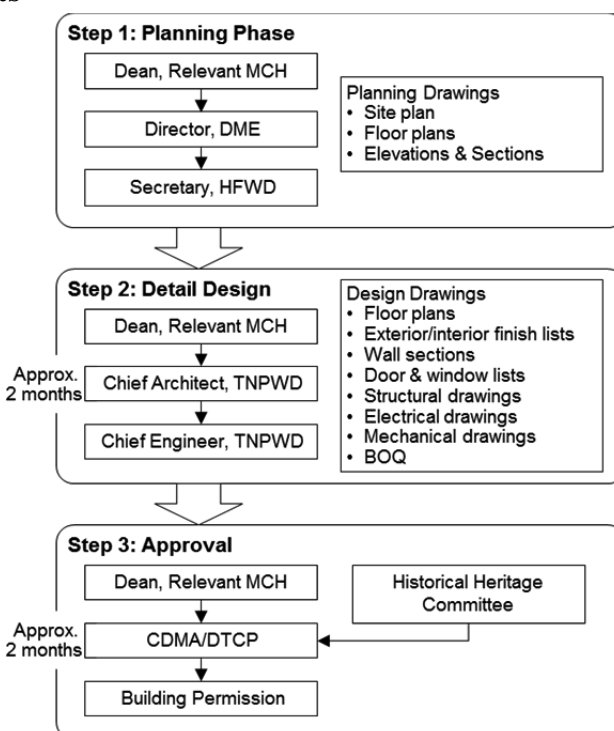 Step 1: Planning Phase
Dean, Relevant MCH
Director, DME
Secretary, HFWD
Planning Drawings
• Site plan
• Floor plans
• Elevations & Sections
Step 2: Detail Design
Dean, Relevant MCH
Approx.
2 months
Chief Architect, TNPWD
Chief Engineer, TNPWD
Design Drawings
• Floor plans
• Exterior/interior finish lists
• Wall sections
• Door & window lists
• Structural drawings
• Electrical drawings
• Mechanical drawings
• BOQ
Step 3: Approval
Dean, Relevant MCH
Approx.
2 months
CDMA/DTCP
Building Permission
Historical Heritage
Committee